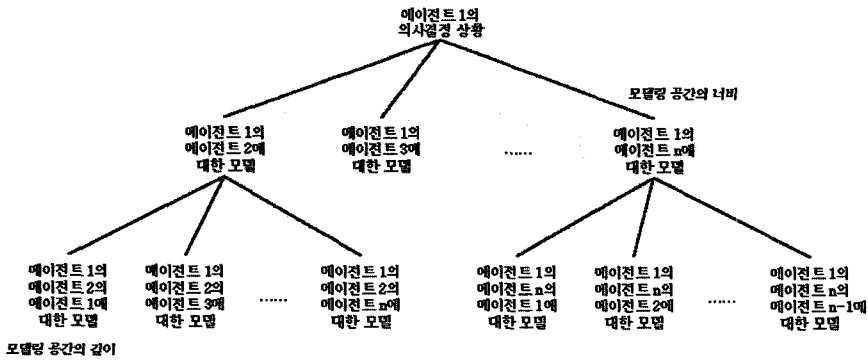 에이전트 1의
의사결정 상황
모델링 공간의 너비
에이전트 1의
에이전트 2에
대한 모델
에이전트 1의
에이전트 3에
대한 모델
......
에이전트 1의
에이전트 n에
대한 모델
에이전트 1의
에이전트 2의
에이전트 1에
대한 모델
에이전트 1의
에이전트 2의
에이전트 3에
대한 모델
......
에이전트 1의
에이전트 2의
에이전트 n에
대한 모델
에이전트 1의
에이전트 n의
에이전트 1에
대한 모델
에이전트 1의
에이전트 n의
에이전트 2에
대한 모델
......
에이전트 1의
에이전트 n의
에이전트 n-1에
대한 모델
모델링 공간의 깊이